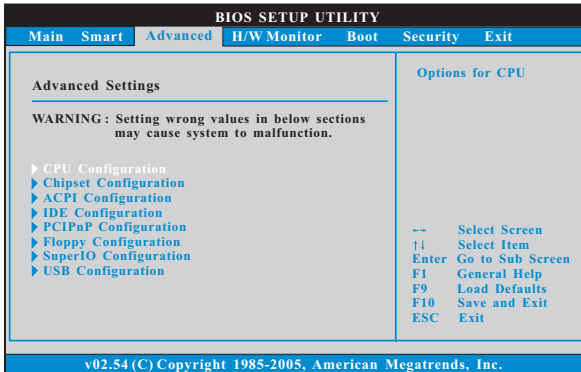 BIOS SETUP UTILITY
Main Smart Advanced H/W Monitor Boot Security Exit
Advanced Settings
WARNING : Setting wrong values in below sections
may cause system to malfunction.
CPU Configuration
Chipset Configuration
ACPI Configuration
IDE Configuration
PCIPnP Configuration
Floppy Configuration
SuperIO Configuration
USB Configuration
Options for CPU
←→ Select Screen
↑↓ Select Item
Enter Go to Sub Screen
F1 General Help
F9 Load Defaults
F10 Save and Exit
ESC Exit
v02.54 (C) Copyright 1985-2005, American Megatrends, Inc.